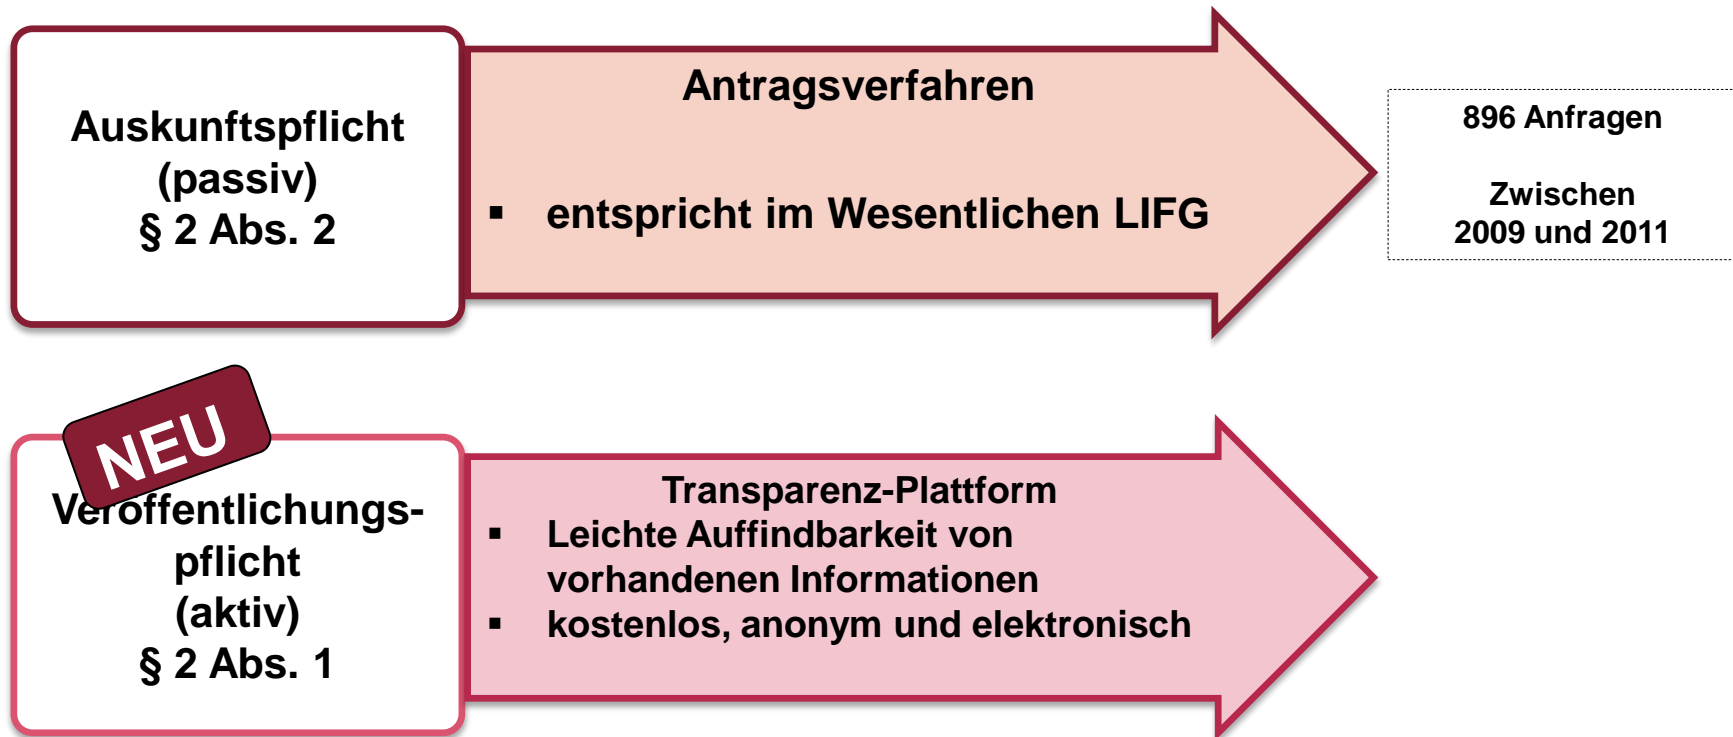 Auskunftspflicht
(passiv)
§ 2 Abs. 2
Antragsverfahren
▪ entspricht im Wesentlichen LIFG
896 Anfragen
Zwischen
2009 und 2011
NEU
Veröffentlichungs-
pflicht
(aktiv)
§ 2 Abs. 1
Transparenz-Plattform
▪ Leichte Auffindbarkeit von
vorhandenen Informationen
▪ kostenlos, anonym und elektronisch